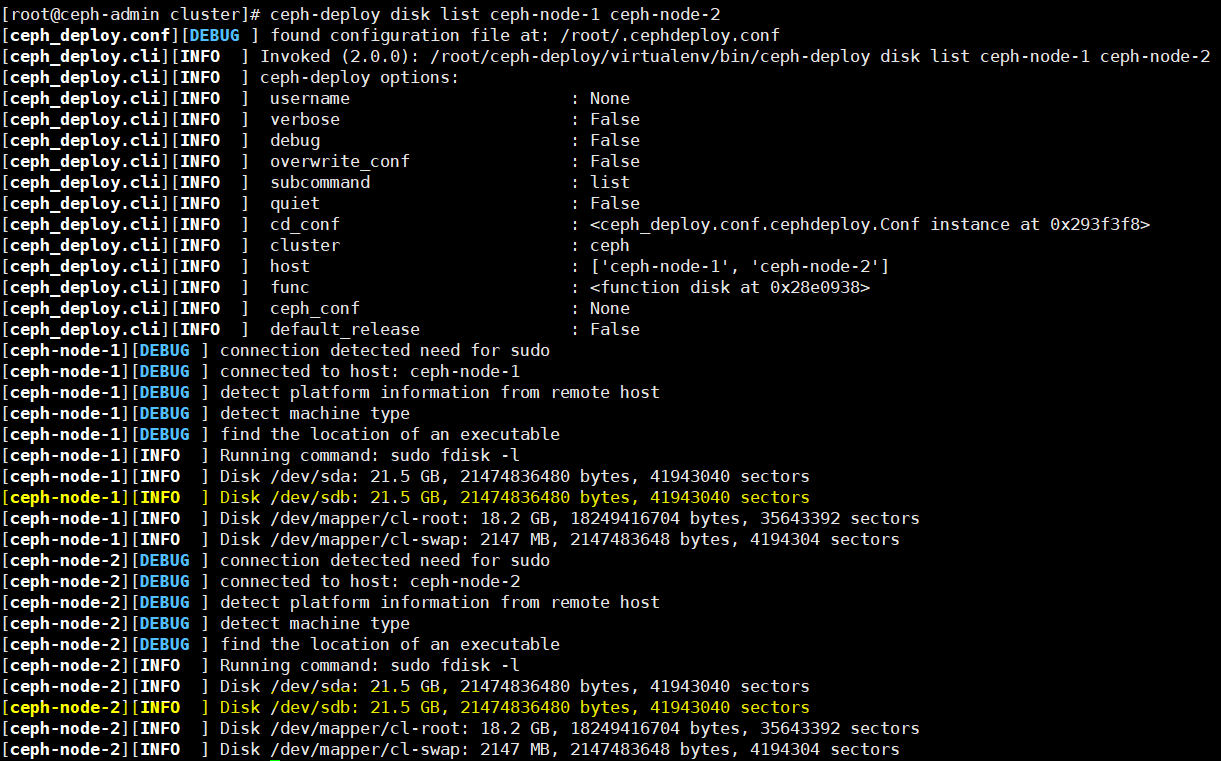 [root@ceph-admin cluster]# ceph-deploy disk list ceph-node-1 ceph-node-2
[ceph_deploy.conf][DEBUG ] found configuration file at: /root/.cephdeploy.conf
[ceph_deploy.cli][INFO  ] Invoked (2.0.0): /root/ceph-deploy/virtualenv/bin/ceph-deploy disk list ceph-node-1 ceph-node-2
[ceph_deploy.cli][INFO  ] ceph-deploy options:
[ceph_deploy.cli][INFO  ]  username                      : None
[ceph_deploy.cli][INFO  ]  verbose                       : False
[ceph_deploy.cli][INFO  ]  debug                         : False
[ceph_deploy.cli][INFO  ]  overwrite_conf                : False
[ceph_deploy.cli][INFO  ]  subcommand                    : list
[ceph_deploy.cli][INFO  ]  quiet                         : False
[ceph_deploy.cli][INFO  ]  cd_conf                       : <ceph_deploy.conf.cephdeploy.Conf instance at 0x293f3f8>
[ceph_deploy.cli][INFO  ]  cluster                       : ceph
[ceph_deploy.cli][INFO  ]  host                          : ['ceph-node-1', 'ceph-node-2']
[ceph_deploy.cli][INFO  ]  func                          : <function disk at 0x28e0938>
[ceph_deploy.cli][INFO  ]  ceph_conf                     : None
[ceph_deploy.cli][INFO  ]  default_release               : False
[ceph-node-1][DEBUG ] connection detected need for sudo
[ceph-node-1][DEBUG ] connected to host: ceph-node-1
[ceph-node-1][DEBUG ] detect platform information from remote host
[ceph-node-1][DEBUG ] detect machine type
[ceph-node-1][DEBUG ] find the location of an executable
[ceph-node-1][INFO  ] Running command: sudo fdisk -l
[ceph-node-1][INFO  ] Disk /dev/sda: 21.5 GB, 21474836480 bytes, 41943040 sectors
[ceph-node-1][INFO  ] Disk /dev/sdb: 21.5 GB, 21474836480 bytes, 41943040 sectors
[ceph-node-1][INFO  ] Disk /dev/mapper/cl-root: 18.2 GB, 18249416704 bytes, 35643392 sectors
[ceph-node-1][INFO  ] Disk /dev/mapper/cl-swap: 2147 MB, 2147483648 bytes, 4194304 sectors
[ceph-node-2][DEBUG ] connection detected need for sudo
[ceph-node-2][DEBUG ] connected to host: ceph-node-2
[ceph-node-2][DEBUG ] detect platform information from remote host
[ceph-node-2][DEBUG ] detect machine type
[ceph-node-2][DEBUG ] find the location of an executable
[ceph-node-2][INFO  ] Running command: sudo fdisk -l
[ceph-node-2][INFO  ] Disk /dev/sda: 21.5 GB, 21474836480 bytes, 41943040 sectors
[ceph-node-2][INFO  ] Disk /dev/sdb: 21.5 GB, 21474836480 bytes, 41943040 sectors
[ceph-node-2][INFO  ] Disk /dev/mapper/cl-root: 18.2 GB, 18249416704 bytes, 35643392 sectors
[ceph-node-2][INFO  ] Disk /dev/mapper/cl-swap: 2147 MB, 2147483648 bytes, 4194304 sectors